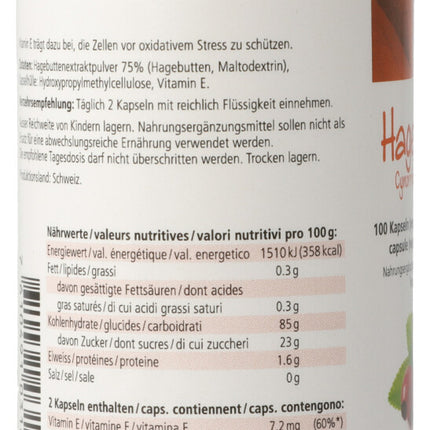 Vitamin E trägt dazu bei, die Zellen vor oxidativem Stress zu schützen.
Hagebuttenextraktpulver 75% (Hagebutten, Maltodextrin),
Hydroxypropylmethylcellulose, Vitamin E.
Täglich 2 Kapseln mit reichlich Flüssigkeit einnehmen.
Reichweite von Kindern lagern. Nahrungsergänzungsmittel sollen nicht als
für eine abwechslungsreiche Ernährung verwendet werden.
empfohlene Tagesdosis darf nicht überschritten werden. Trocken lagern.
Schweiz.
Nährwerte/valeurs nutritives/valori nutritivi pro 100g:
Energiewert/val. énergétique/val. energetico 1510 kJ (358 kcal)
Fett/lipides/grassi 0.3g
davon gesättigte Fettsäuren/dont acides
gras saturés/di cui acidi grassi saturi 0.3g
Kohlenhydrate/glucides/carboidrati 85g
davon Zucker/dont sucres/di cui zuccheri 23g
Eiweiss/protéines/proteine 1.6g
Salz/sel/sale 0g
2 Kapseln enthalten/caps. contiennent/caps. contengono:
Vitamin E/vitamine E/vitamina E 7.2mg (60%*)
100 Kapseln
capsule